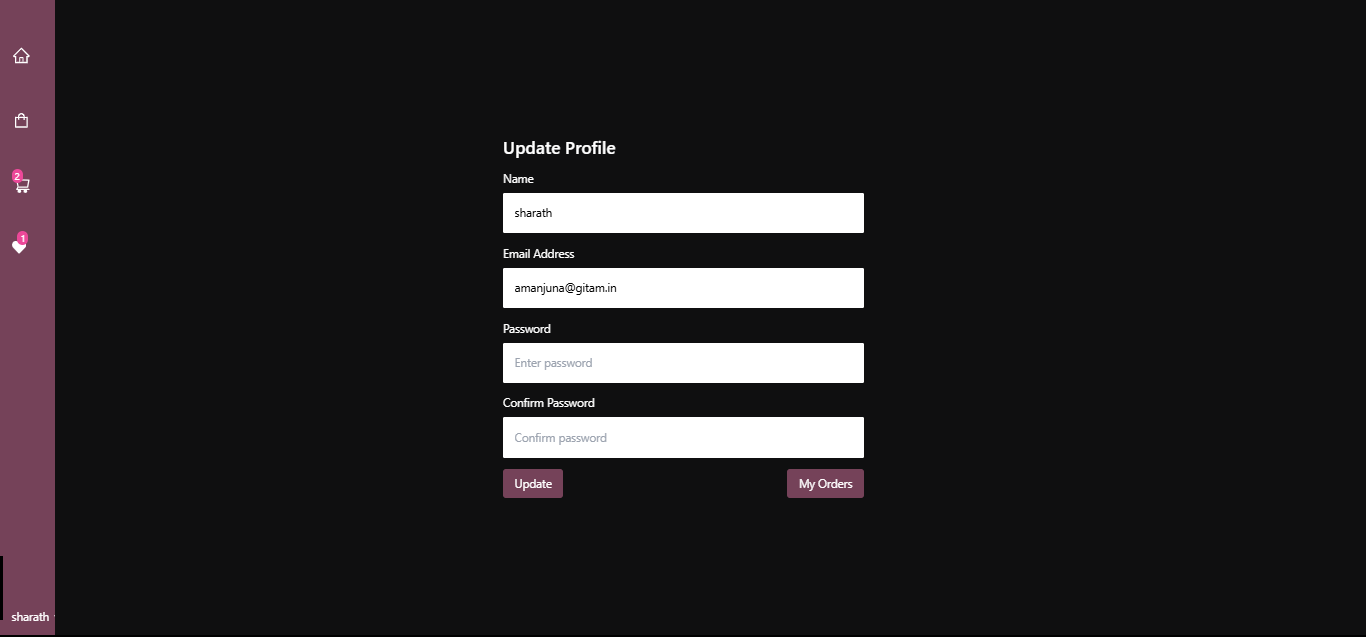 2
1
sharath
Update Profile
Name
sharath
Email Address
amanjuna@gitam.in
Password
Enter password
Confirm Password
Confirm password
Update
My Orders